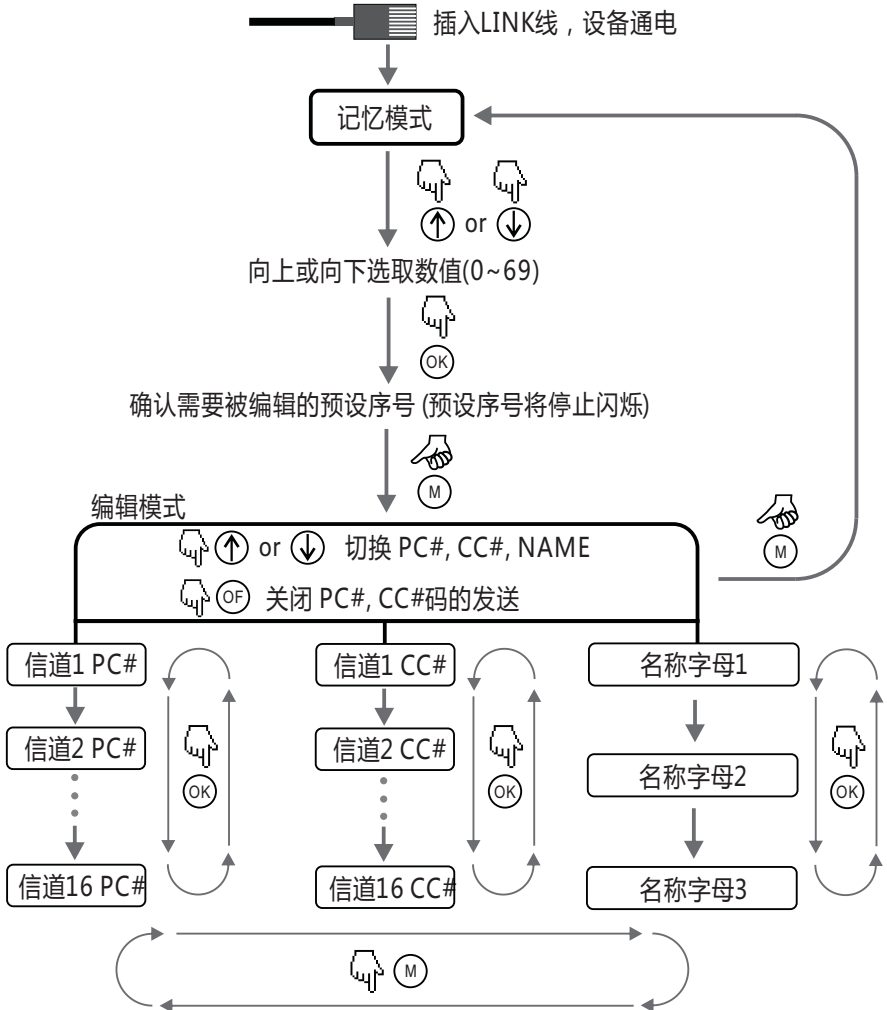 插入LINK线，设备通电
记忆模式
↑ or ↓
向上或向下选取数值(0~69)
OK
确认需要被编辑的预设序号 (预设序号将停止闪烁)
M
编辑模式
↑ or ↓ 切换 PC#, CC#, NAME
M
OF 关闭 PC#, CC#码的发送
信道1 PC#
信道1 CC#
名称字母1
信道2 PC#
信道2 CC#
名称字母2
OK
OK
OK
信道16 PC#
信道16 CC#
名称字母3
M